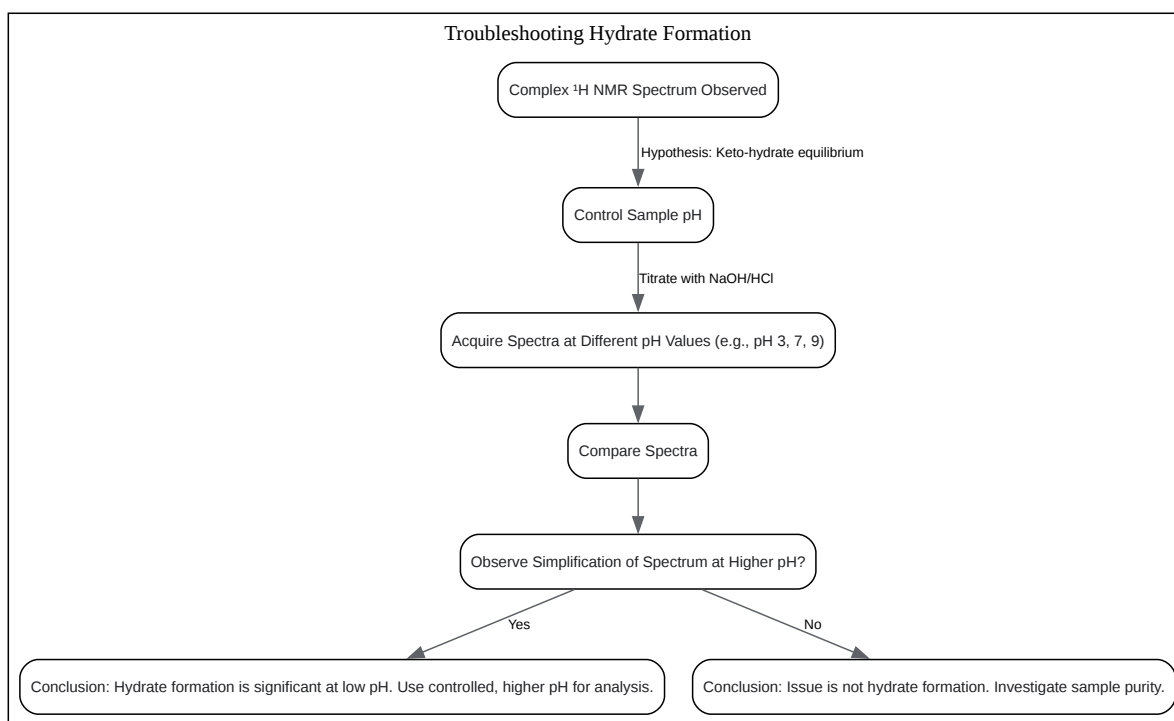 Troubleshooting Hydrate Formation
Complex ¹H NMR Spectrum Observed
Hypothesis: Keto-hydrate equilibrium
Control Sample pH
Titrate with NaOH/HCl
Acquire Spectra at Different pH Values (e.g., pH 3, 7, 9)
Compare Spectra
Observe Simplification of Spectrum at Higher pH?
Yes
No
Conclusion: Hydrate formation is significant at low pH. Use controlled, higher pH for analysis.
Conclusion: Issue is not hydrate formation. Investigate sample purity.